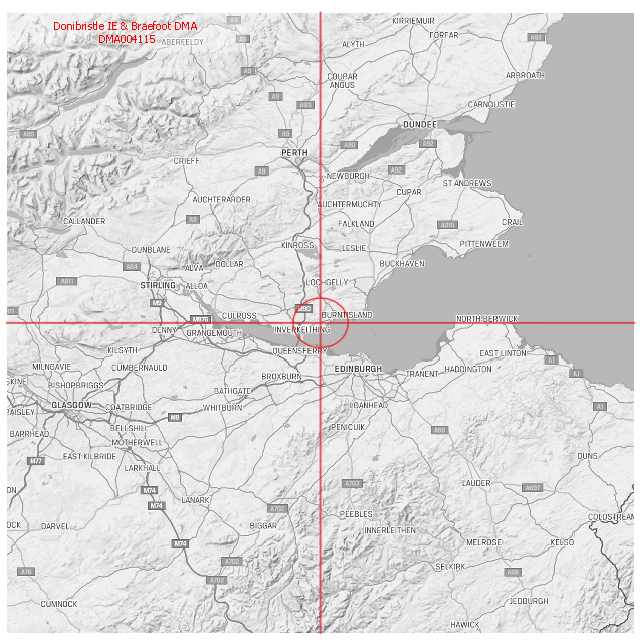 Donibristle IE & Braefoot DMA
DMA004115
ABERFELDY
KIRRIEMUIR
FORFAR
A92
ALYTH
A9
COUPAR
ANGUS
ARBROATH
A9
A93
CARNOUSTIE
A85
A9
DUNDEE
A90
A92
PERTH
CRIEFF
A9
A92
NEWBURGH
ST ANDREWS
CUPAR
AUCHTERARDER
AUCHTERMUCHTY
CALLANDER
A9
FALKLAND
A915
CRAIL
DUNBLANE
KINROSS
LESLIE
PITTENWEEM
A84
ALVA
DOLLAR
BUCKHAVEN
A811
STIRLING
ALLOA
LOCHGELLY
M9
M90
CULROSS
BURNTISLAND
A876
NORTH BERWICK
DENNY
GRANGEMOUTH
INVERKEITHING
KILSYTH
QUEENSFERRY
EAST LINTON
A1
MILNGAVIE
CUMBERNAULD
EDINBURGH
HADDINGTON
TRANENT
A1
BISHOPBRIGGS
BROXBURN
BATHGATE
GLASGOW
COATBRIDGE
WHITBURN
LOANHEAD
A1
PAISLEY
M8
BARRHEAD
BELLSHILL
PENICUIK
A68
MOTHERWELL
EAST KILBRIDE
DUNS
M77
LARKHALL
M74
A703
LAUDER
A697
LANARK
M74
A702
PEEBLES
COLDSTREAM
DARVEL
BIGGAR
INNERLEITHEN
M74
MELROSE
KELSO
A702
A76
SELKIRK
A68
A702
CUMNOCK
JEDBURGH
HAWICK